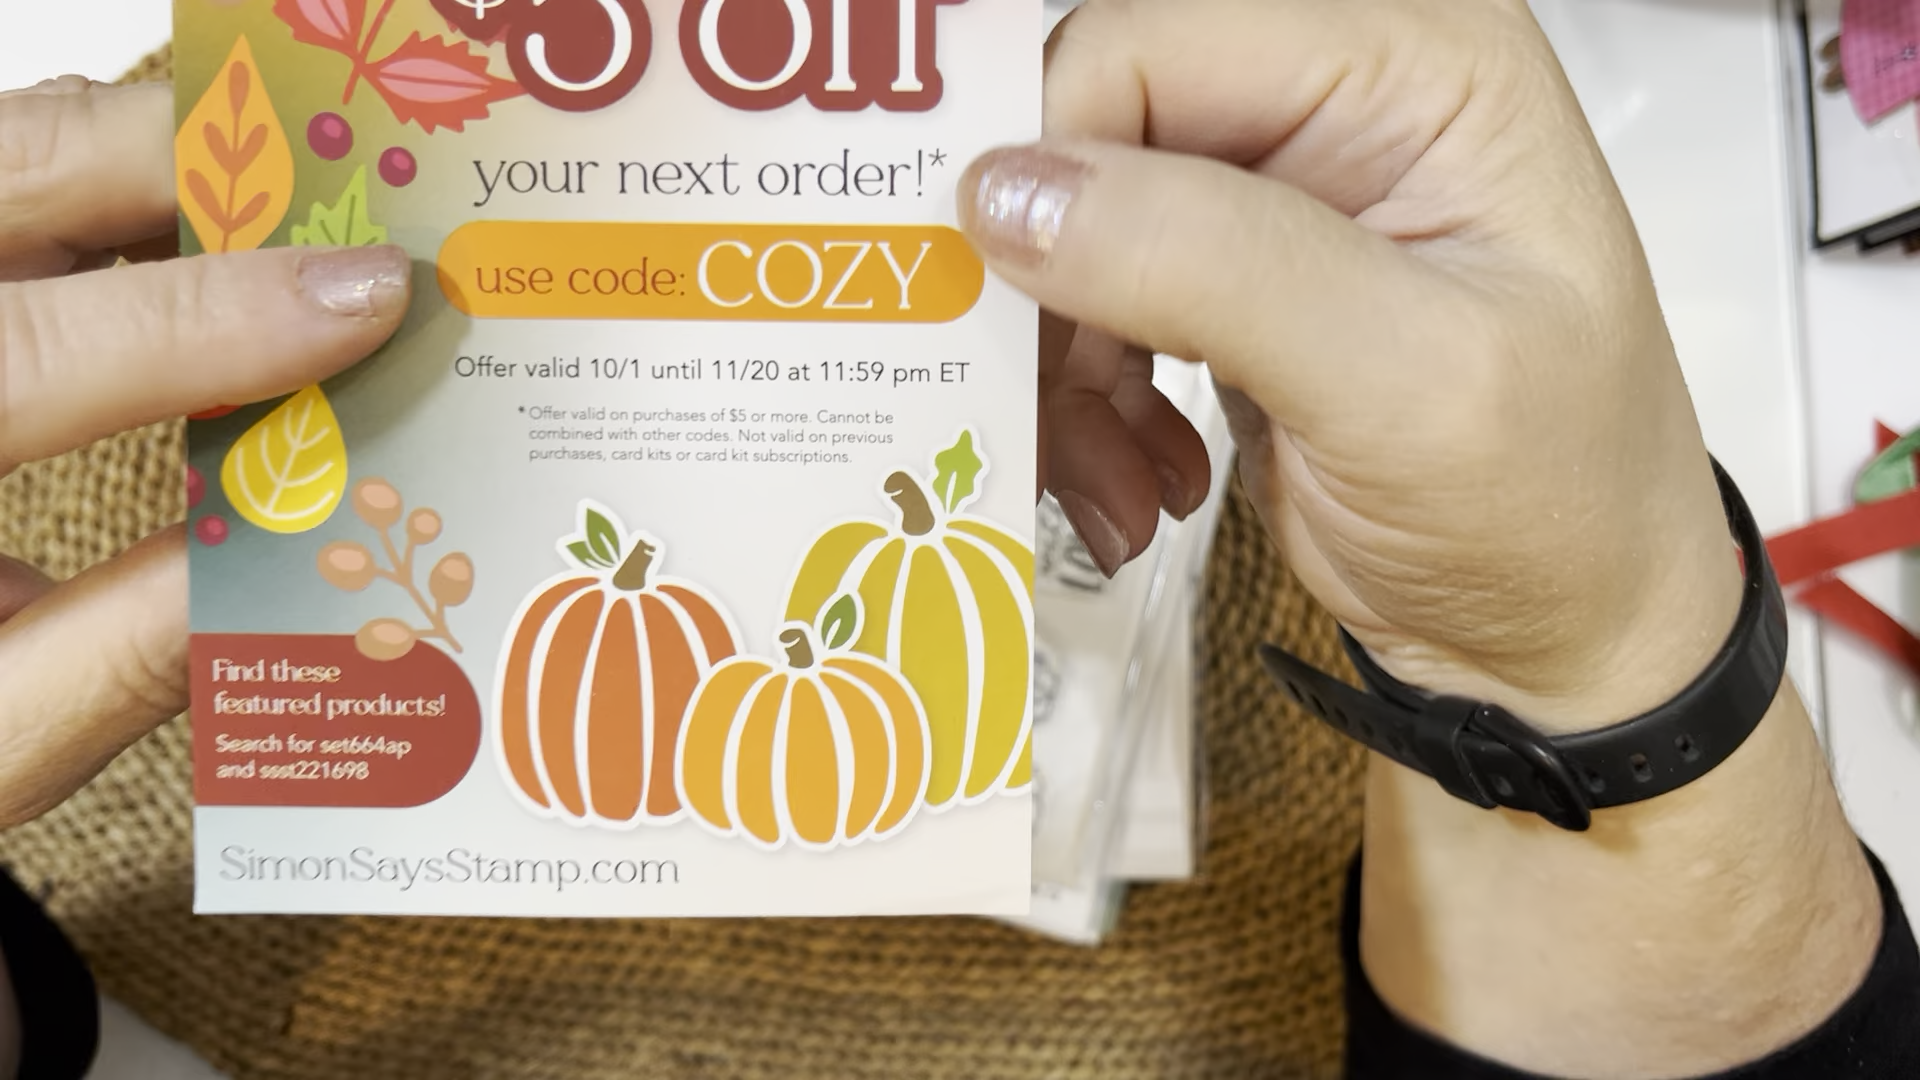 $5 off
your next order!*
use code: COZY
Offer valid 10/1 until 11/20 at 11:59 pm ET
* Offer valid on purchases of $5 or more. Cannot be
combined with other codes. Not valid on previous
purchases, card kits or card kit subscriptions.
Find these
featured products!
Search for set664ap
and ssst221698
SimonSaysStamp.com